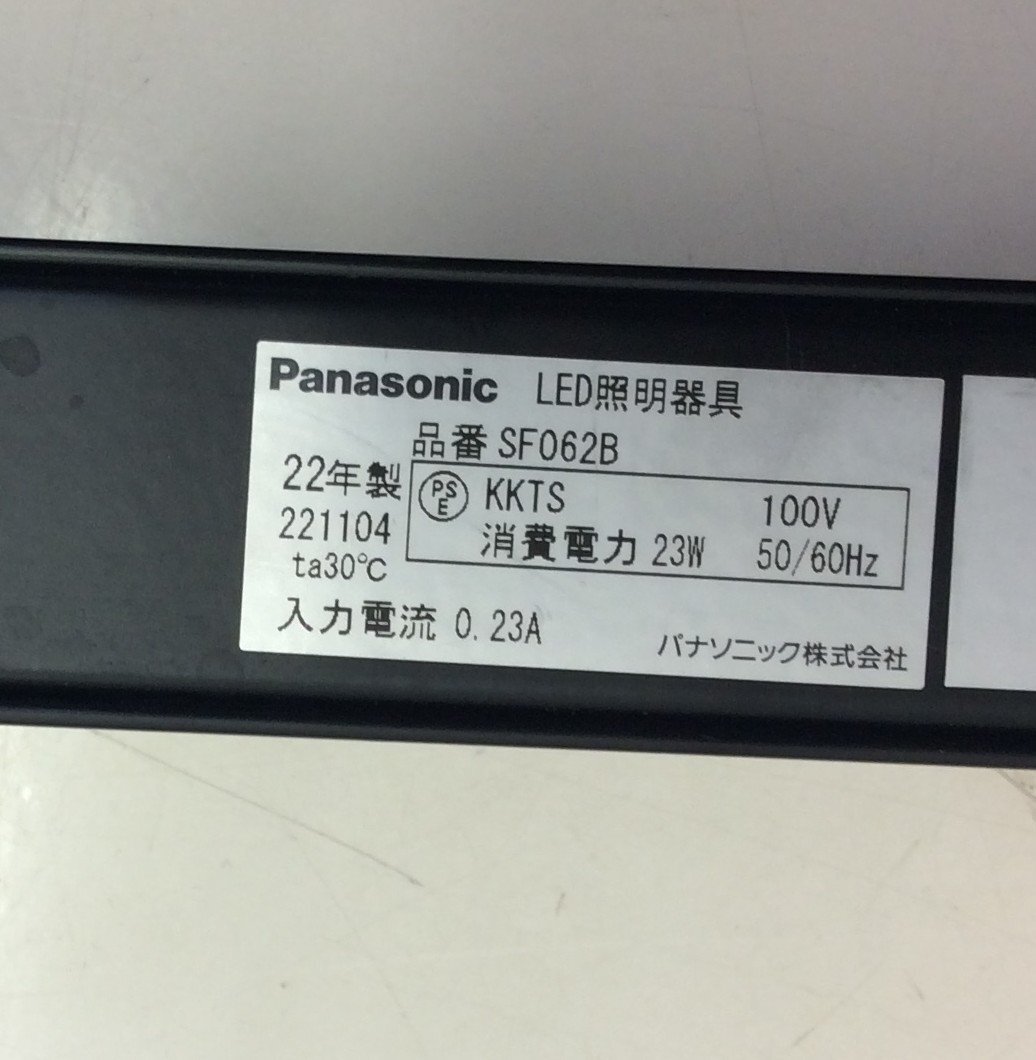 Panasonic LED照明器具
品番 SF062B
22年製
221104
ta30℃
PSE KKTS 100V
消費電力 23W 50/60Hz
入力電流 0.23A
パナソニック株式会社